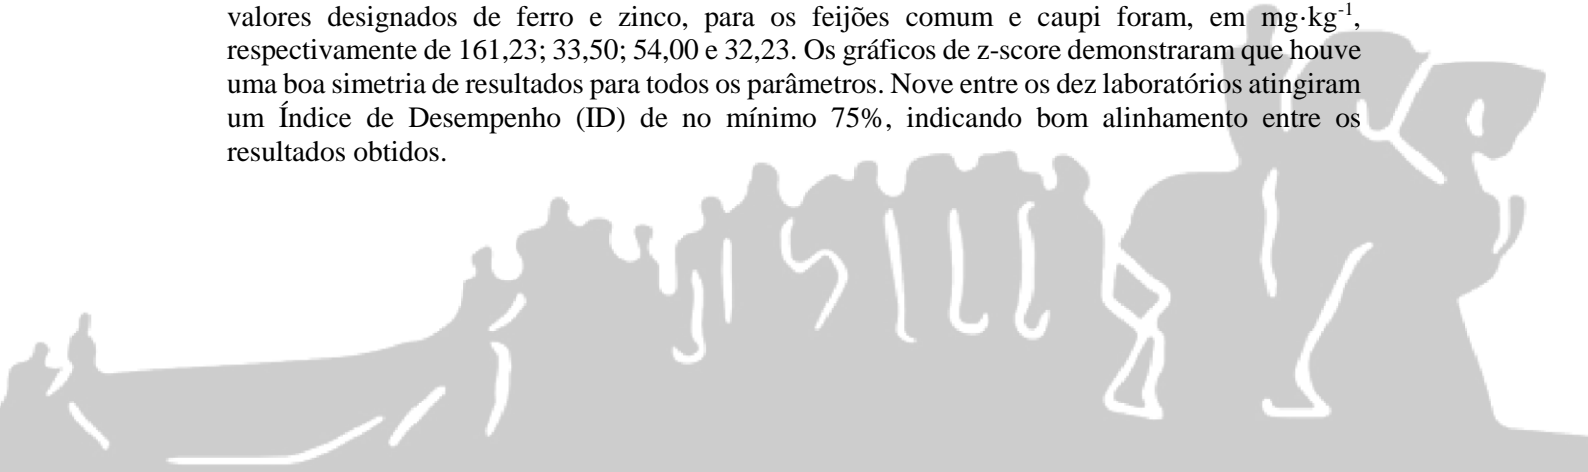 valores designados de ferro e zinco, para os feijões comum e caupi foram, em mg·kg-1,
respectivamente de 161,23; 33,50; 54,00 e 32,23. Os gráficos de z-score demonstraram que houve
uma boa simetria de resultados para todos os parâmetros. Nove entre os dez laboratórios atingiram
um Índice de Desempenho (ID) de no mínimo 75%, indicando bom alinhamento entre os
resultados obtidos.